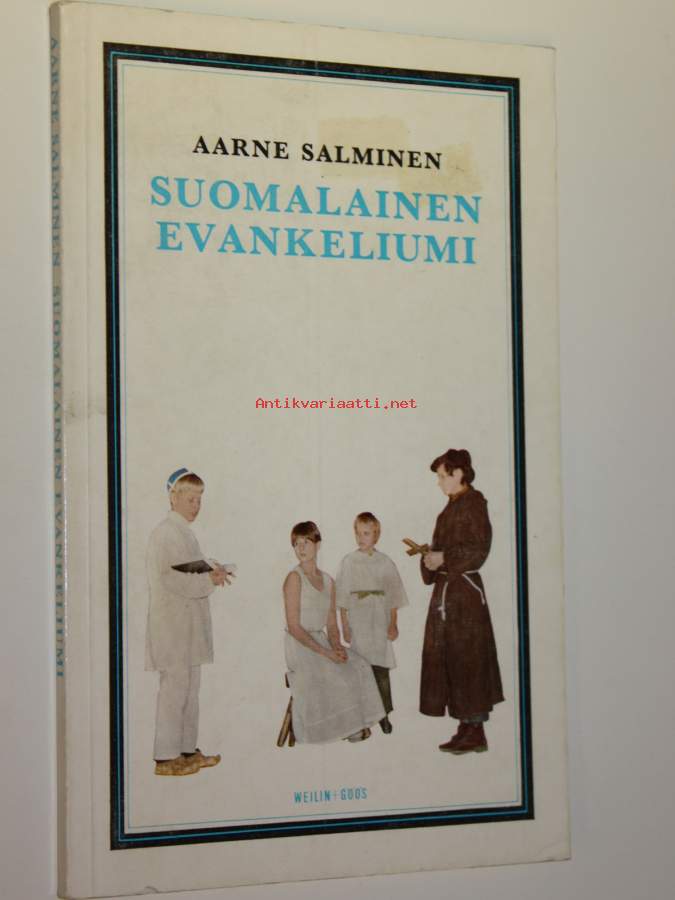 AARNE SALMINEN
SUOMALAINEN
EVANKELIUMI
Antikvariaatti.net
WEILIN+GÖÖS
AARNE SALMINEN SUOMALAINEN EVANKELIUMI